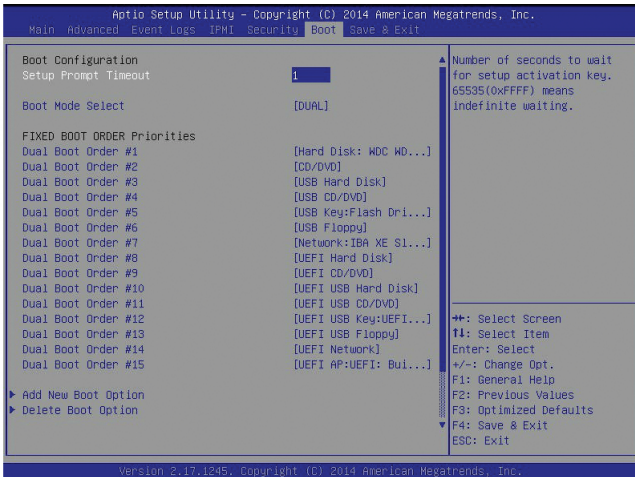 Aptio Setup Utility - Copyright (C) 2014 American Megatrends, Inc.
Main Advanced Event Logs IPMI Security Boot Save & Exit
Boot Configuration
Setup Prompt Timeout 1
Boot Mode Select [DUAL]
FIXED BOOT ORDER Priorities
Dual Boot Order #1 [Hard Disk: WDC WD...]
Dual Boot Order #2 [CD/DVD]
Dual Boot Order #3 [USB Hard Disk]
Dual Boot Order #4 [USB CD/DVD]
Dual Boot Order #5 [USB Key:Flash Dri...]
Dual Boot Order #6 [USB Floppy]
Dual Boot Order #7 [Network:IBA XE Sl...]
Dual Boot Order #8 [UEFI Hard Disk]
Dual Boot Order #9 [UEFI CD/DVD]
Dual Boot Order #10 [UEFI USB Hard Disk]
Dual Boot Order #11 [UEFI USB CD/DVD]
Dual Boot Order #12 [UEFI USB Key:UEFI...]
Dual Boot Order #13 [UEFI USB Floppy]
Dual Boot Order #14 [UEFI Network]
Dual Boot Order #15 [UEFI AP:UEFI: Bui...]
Add New Boot Option
Delete Boot Option
Number of seconds to wait
for setup activation key.
65535(0xFFFF) means
indefinite waiting.
→←: Select Screen
↑↓: Select Item
Enter: Select
+/-: Change Opt.
F1: General Help
F2: Previous Values
F3: Optimized Defaults
F4: Save & Exit
ESC: Exit
Version 2.17.1245. Copyright (C) 2014 American Megatrends, Inc.